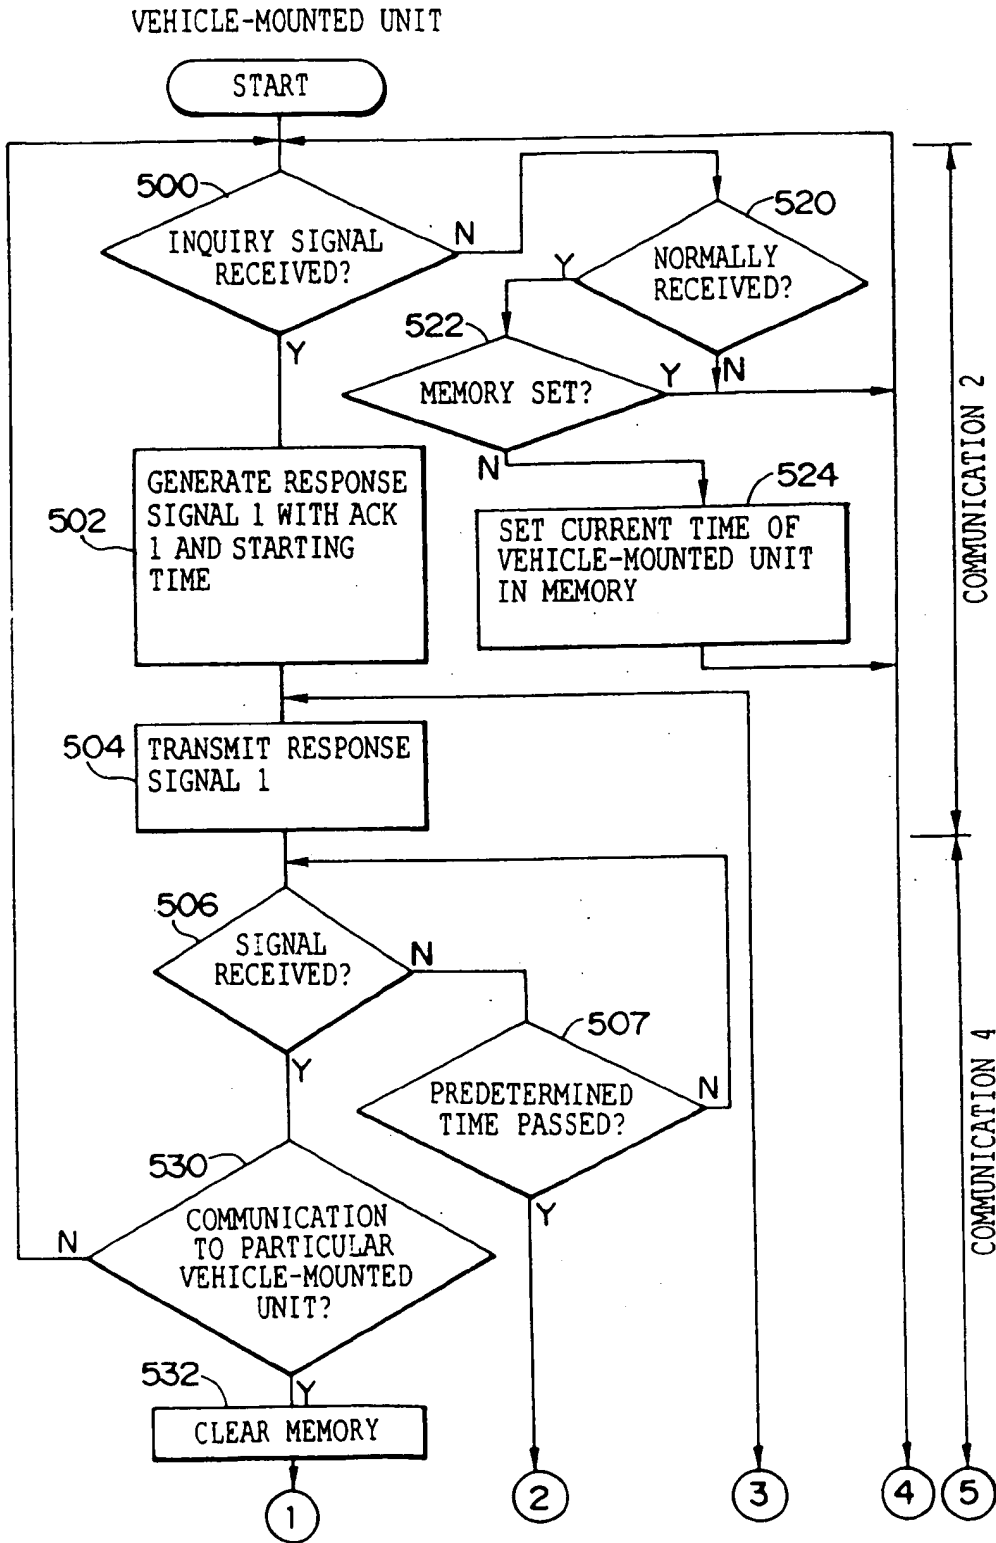 VEHICLE-MOUNTED UNIT
START
500
INQUIRY SIGNAL
RECEIVED?
N
Y
520
NORMALLY
RECEIVED?
Y
N
522
MEMORY SET?
Y
N
524
SET CURRENT TIME OF
VEHICLE-MOUNTED UNIT
IN MEMORY
502
GENERATE RESPONSE
SIGNAL 1 WITH ACK
1 AND STARTING
TIME
COMMUNICATION 2
504
TRANSMIT RESPONSE
SIGNAL 1
506
SIGNAL
RECEIVED?
N
Y
507
PREDETERMINED
TIME PASSED?
N
Y
530
COMMUNICATION
TO PARTICULAR
VEHICLE-MOUNTED
UNIT?
N
Y
COMMUNICATION 4
532
CLEAR MEMORY
1
2
3
4
5